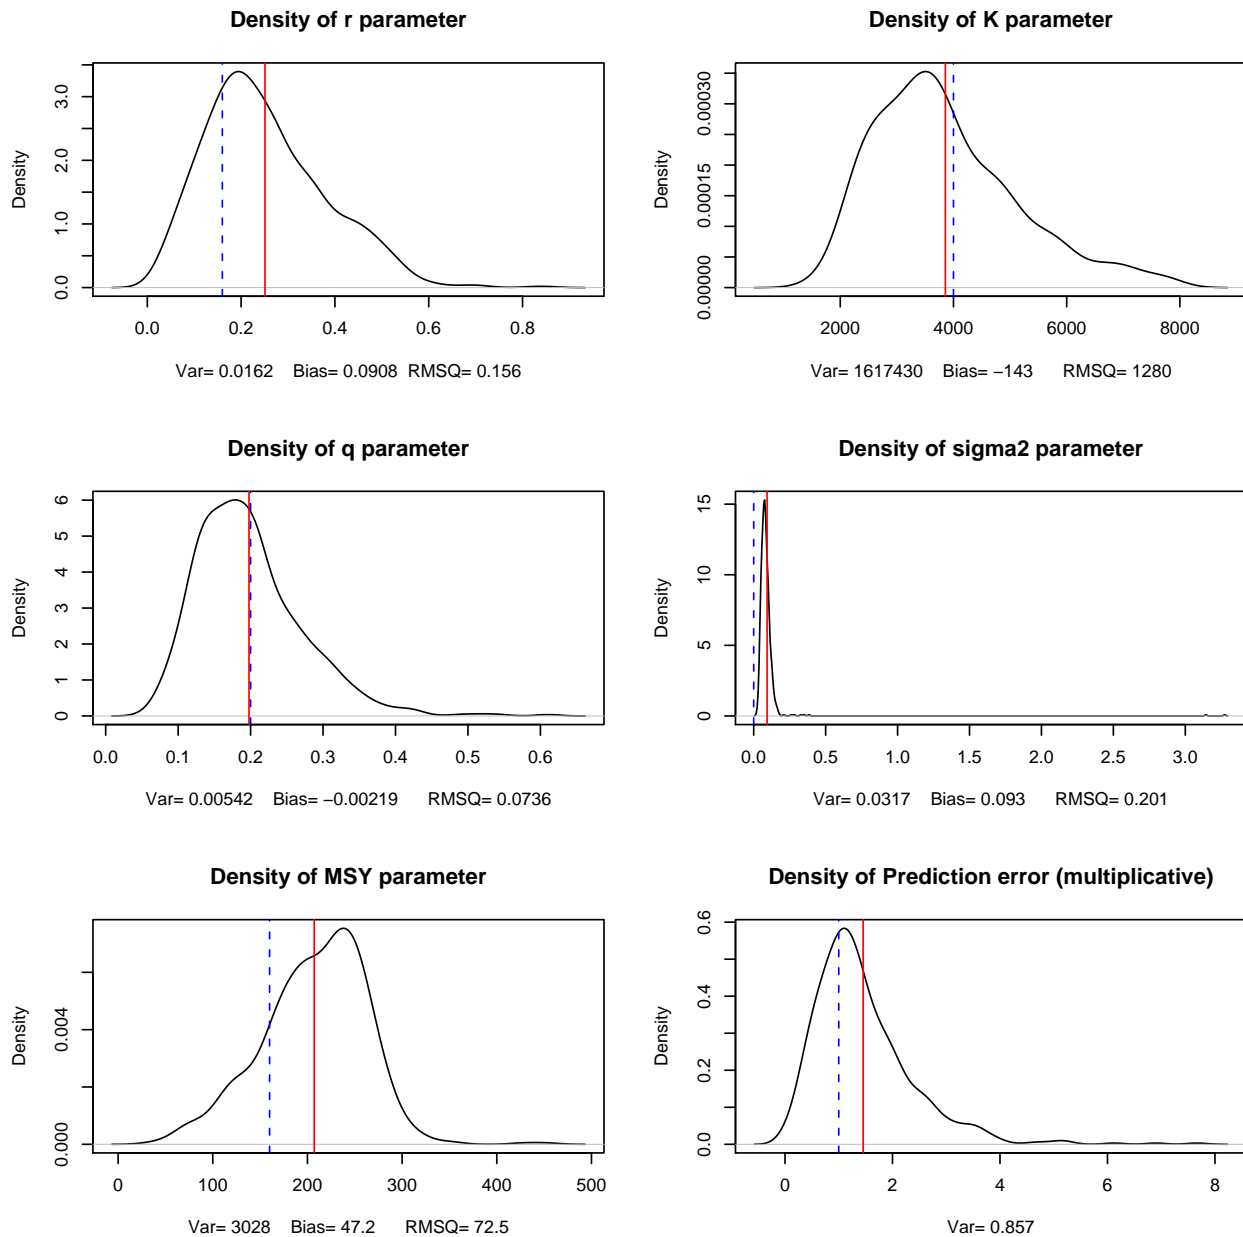 Density of r parameter
Density
0.0 1.0 2.0 3.0
0.0 0.2 0.4 0.6 0.8
Var= 0.0162 Bias= 0.0908 RMSQ= 0.156
Density of K parameter
Density
0.00000 0.00015 0.00030
2000 4000 6000 8000
Var= 1617430 Bias= −143 RMSQ= 1280
Density of q parameter
Density
0 1 2 3 4 5 6
0.0 0.1 0.2 0.3 0.4 0.5 0.6
Var= 0.00542 Bias= −0.00219 RMSQ= 0.0736
Density of sigma2 parameter
Density
0 5 10 15
0.0 0.5 1.0 1.5 2.0 2.5 3.0
Var= 0.0317 Bias= 0.093 RMSQ= 0.201
Density of MSY parameter
Density
0.000 0.004
0 100 200 300 400 500
Var= 3028 Bias= 47.2 RMSQ= 72.5
Density of Prediction error (multiplicative)
Density
0.0 0.2 0.4 0.6
0 2 4 6 8
Var= 0.857